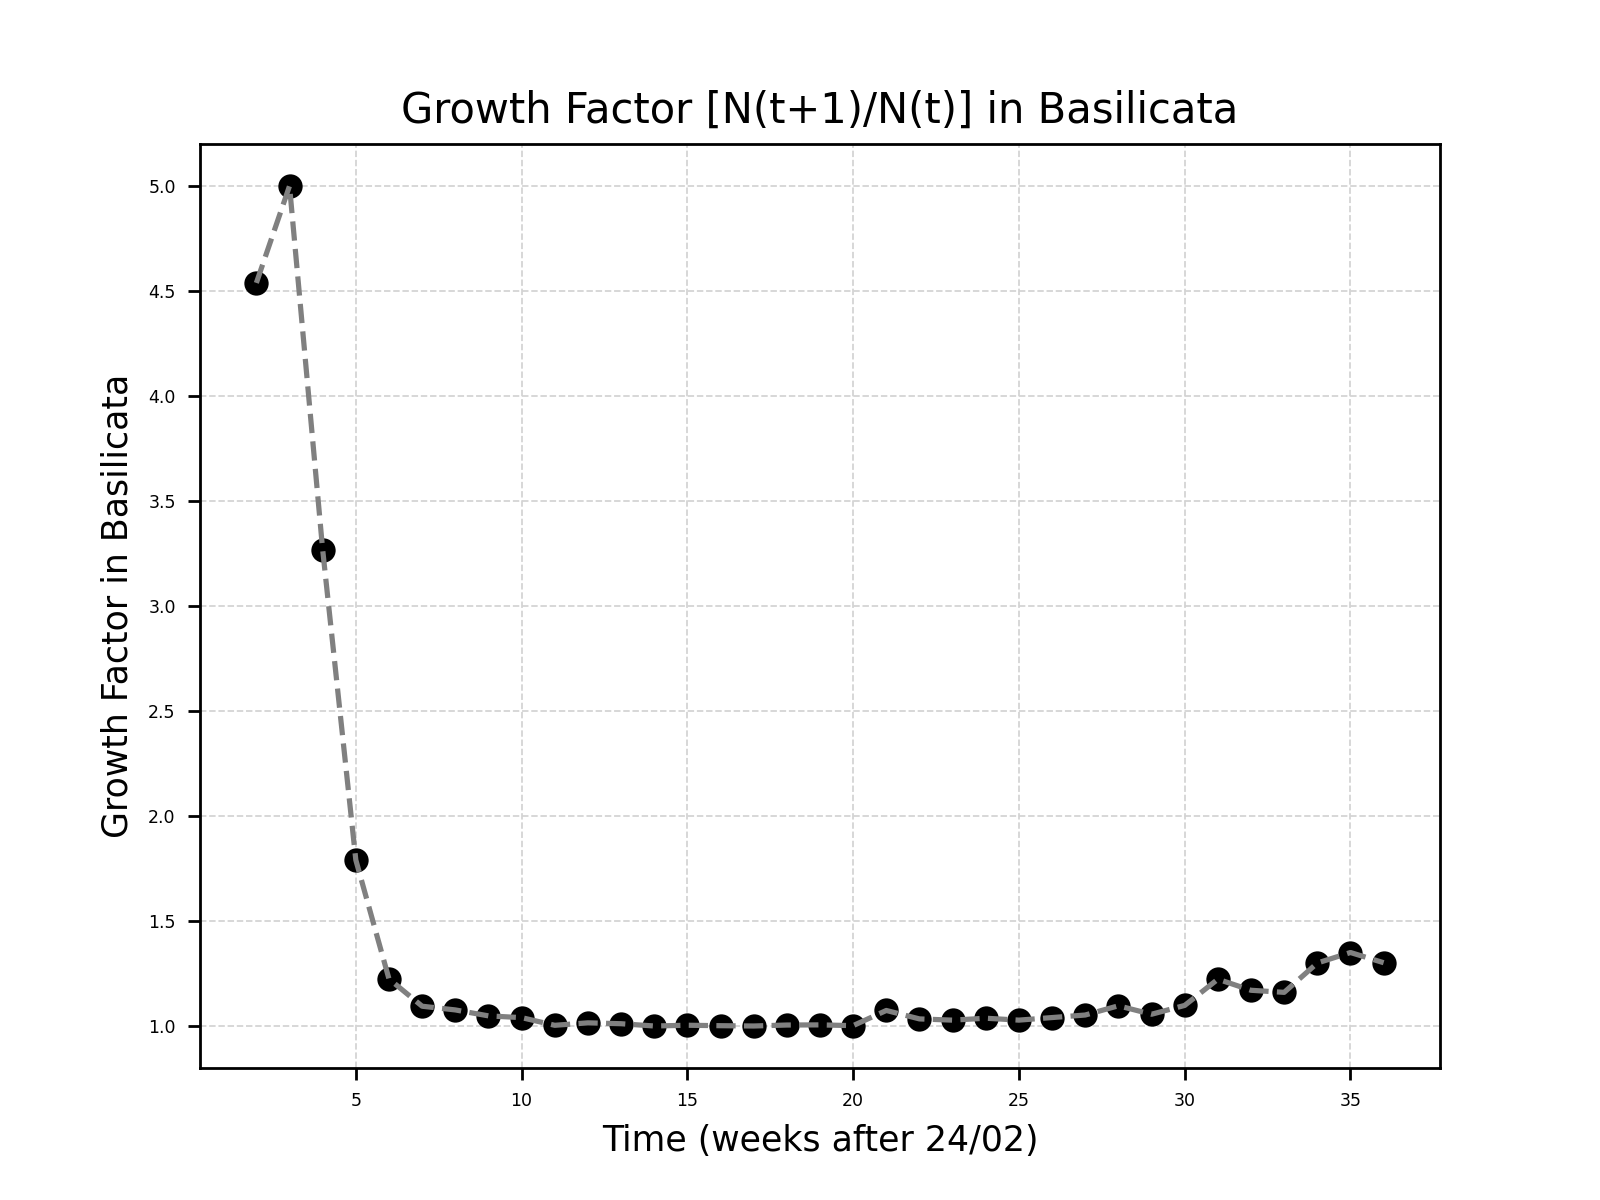 Growth Factor [N(t+1)/N(t)] in Basilicata
Growth Factor in Basilicata
5.0
4.5
4.0
3.5
3.0
2.5
2.0
1.5
1.0
5 10 15 20 25 30 35
Time (weeks after 24/02)